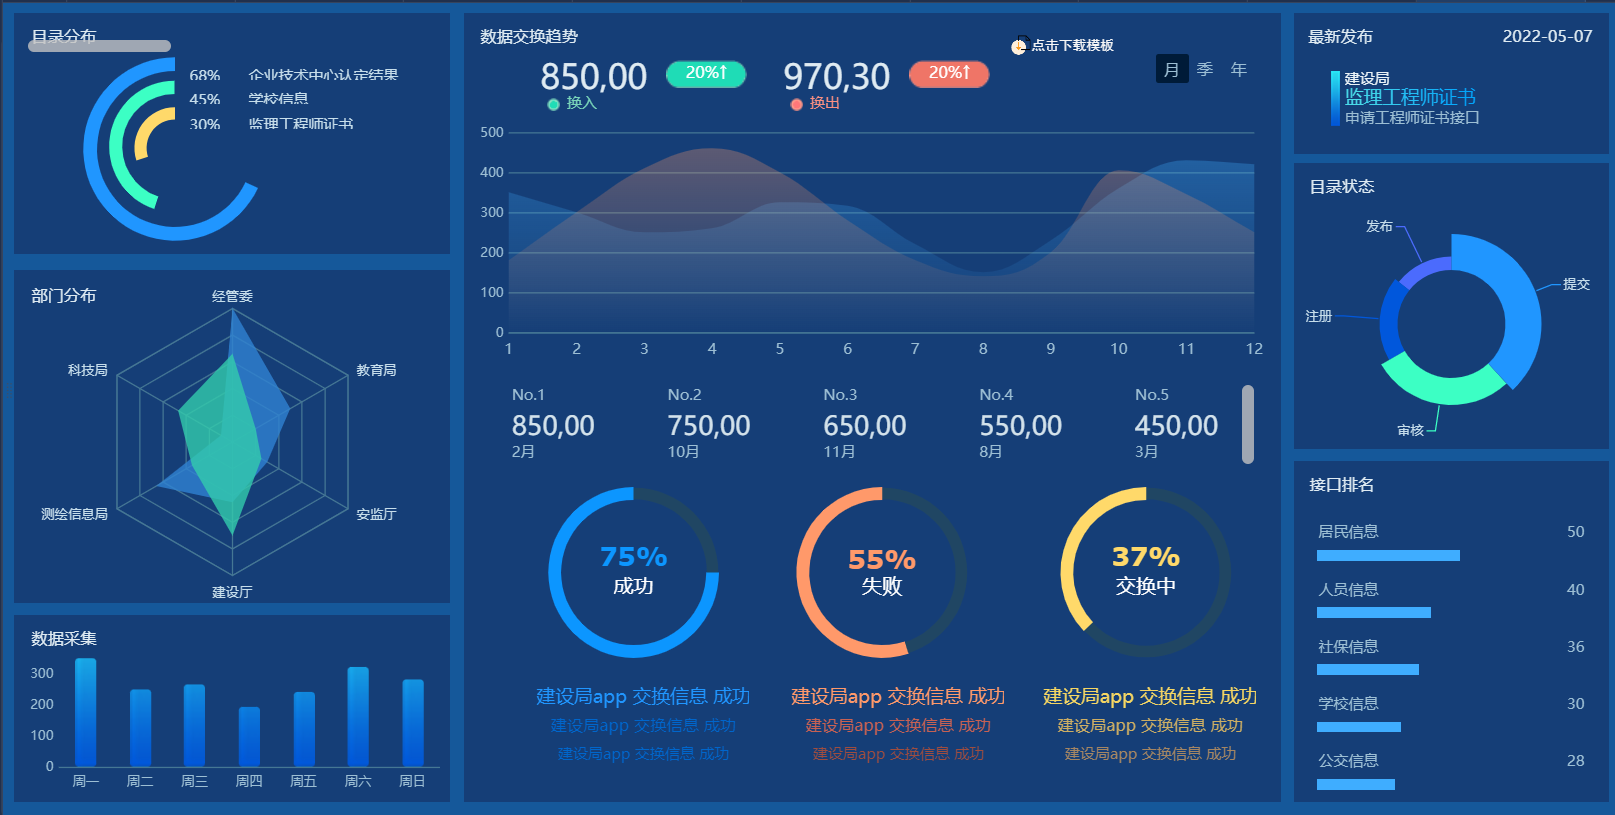 目录分布
68% 企业技术中心认定结果
45% 学校信息
30% 监理工程师证书
部门分布
经管委
教育局
安监厅
建设厅
测绘信息局
科技局
数据采集
300
200
100
0
周一 周二 周三 周四 周五 周六 周日
数据交换趋势
点击下载模板
850,00 20%↑ 970,30 20%↑
换入 换出
月 季 年
500
400
300
200
100
0
1 2 3 4 5 6 7 8 9 10 11 12
No.1 No.2 No.3 No.4 No.5
850,00 750,00 650,00 550,00 450,00
2月 10月 11月 8月 3月
75% 55% 37%
成功 失败 交换中
建设局app 交换信息 成功 建设局app 交换信息 成功 建设局app 交换信息 成功
建设局app 交换信息 成功 建设局app 交换信息 成功 建设局app 交换信息 成功
建设局app 交换信息 成功 建设局app 交换信息 成功 建设局app 交换信息 成功
最新发布 2022-05-07
建设局
监理工程师证书
申请工程师证书接口
目录状态
发布
提交
注册
审核
接口排名
居民信息 50
人员信息 40
社保信息 36
学校信息 30
公交信息 28